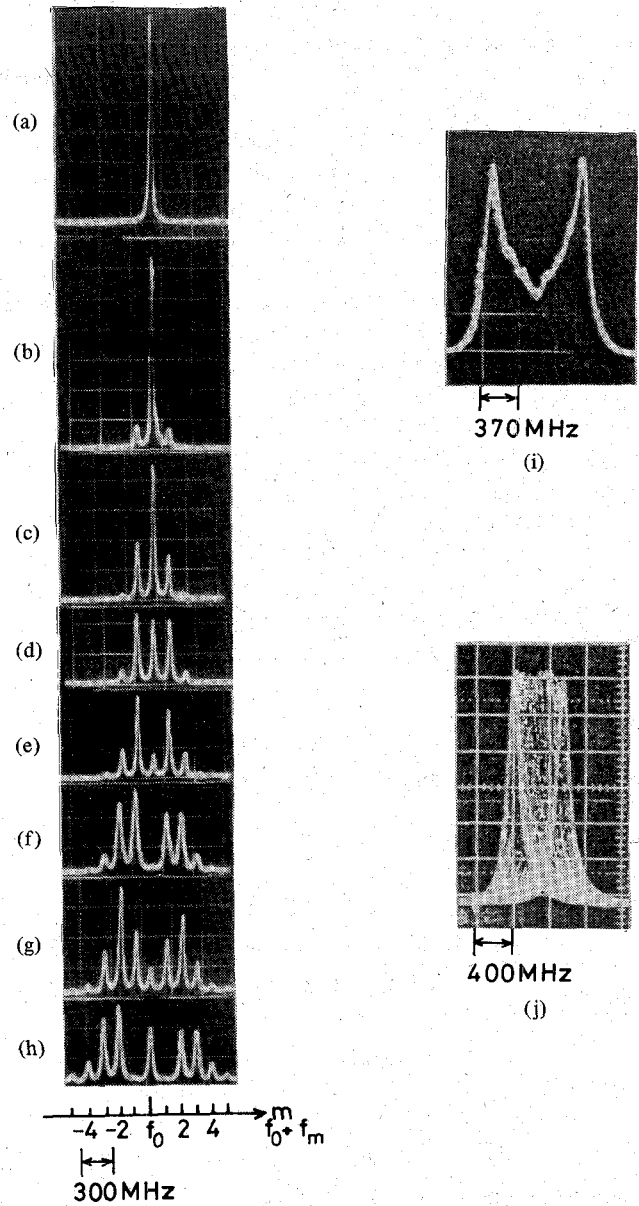 (a)
(b)
(c)
(d)
(e)
(f)
(g)
(h)
m
-4 -2 f₀ 2 4 f₀+ fₘ
300MHz
370MHz
(i)
400MHz
(j)